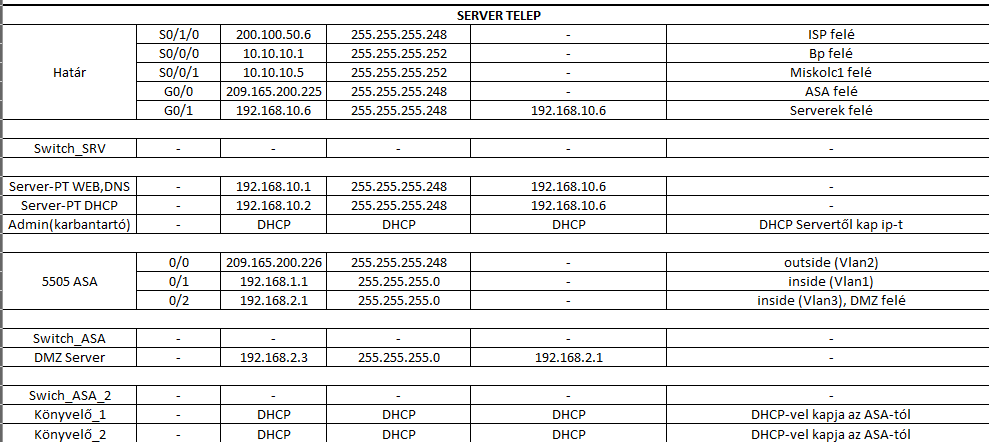 SERVER TELEP
Határ S0/1/0 200.100.50.6 255.255.255.248 - ISP felé
S0/0/0 10.10.10.1 255.255.255.252 - Bp felé
S0/0/1 10.10.10.5 255.255.255.252 - Miskolc1 felé
G0/0 209.165.200.225 255.255.255.248 - ASA felé
G0/1 192.168.10.6 255.255.255.248 192.168.10.6 Serverek felé
Switch_SRV - - - - -
Server-PT WEB,DNS - 192.168.10.1 255.255.255.248 192.168.10.6 -
Server-PT DHCP - 192.168.10.2 255.255.255.248 192.168.10.6 -
Admin(karbantartó) - DHCP DHCP DHCP DHCP Servertől kap ip-t
5505 ASA 0/0 209.165.200.226 255.255.255.248 - outside (Vlan2)
0/1 192.168.1.1 255.255.255.0 - inside (Vlan1)
0/2 192.168.2.1 255.255.255.0 - inside (Vlan3), DMZ felé
Switch_ASA - - - - -
DMZ Server - 192.168.2.3 255.255.255.0 192.168.2.1 -
Swich_ASA_2 - - - - -
Könyvelő_1 - DHCP DHCP DHCP DHCP-vel kapja az ASA-tól
Könyvelő_2 - DHCP DHCP DHCP DHCP-vel kapja az ASA-tól